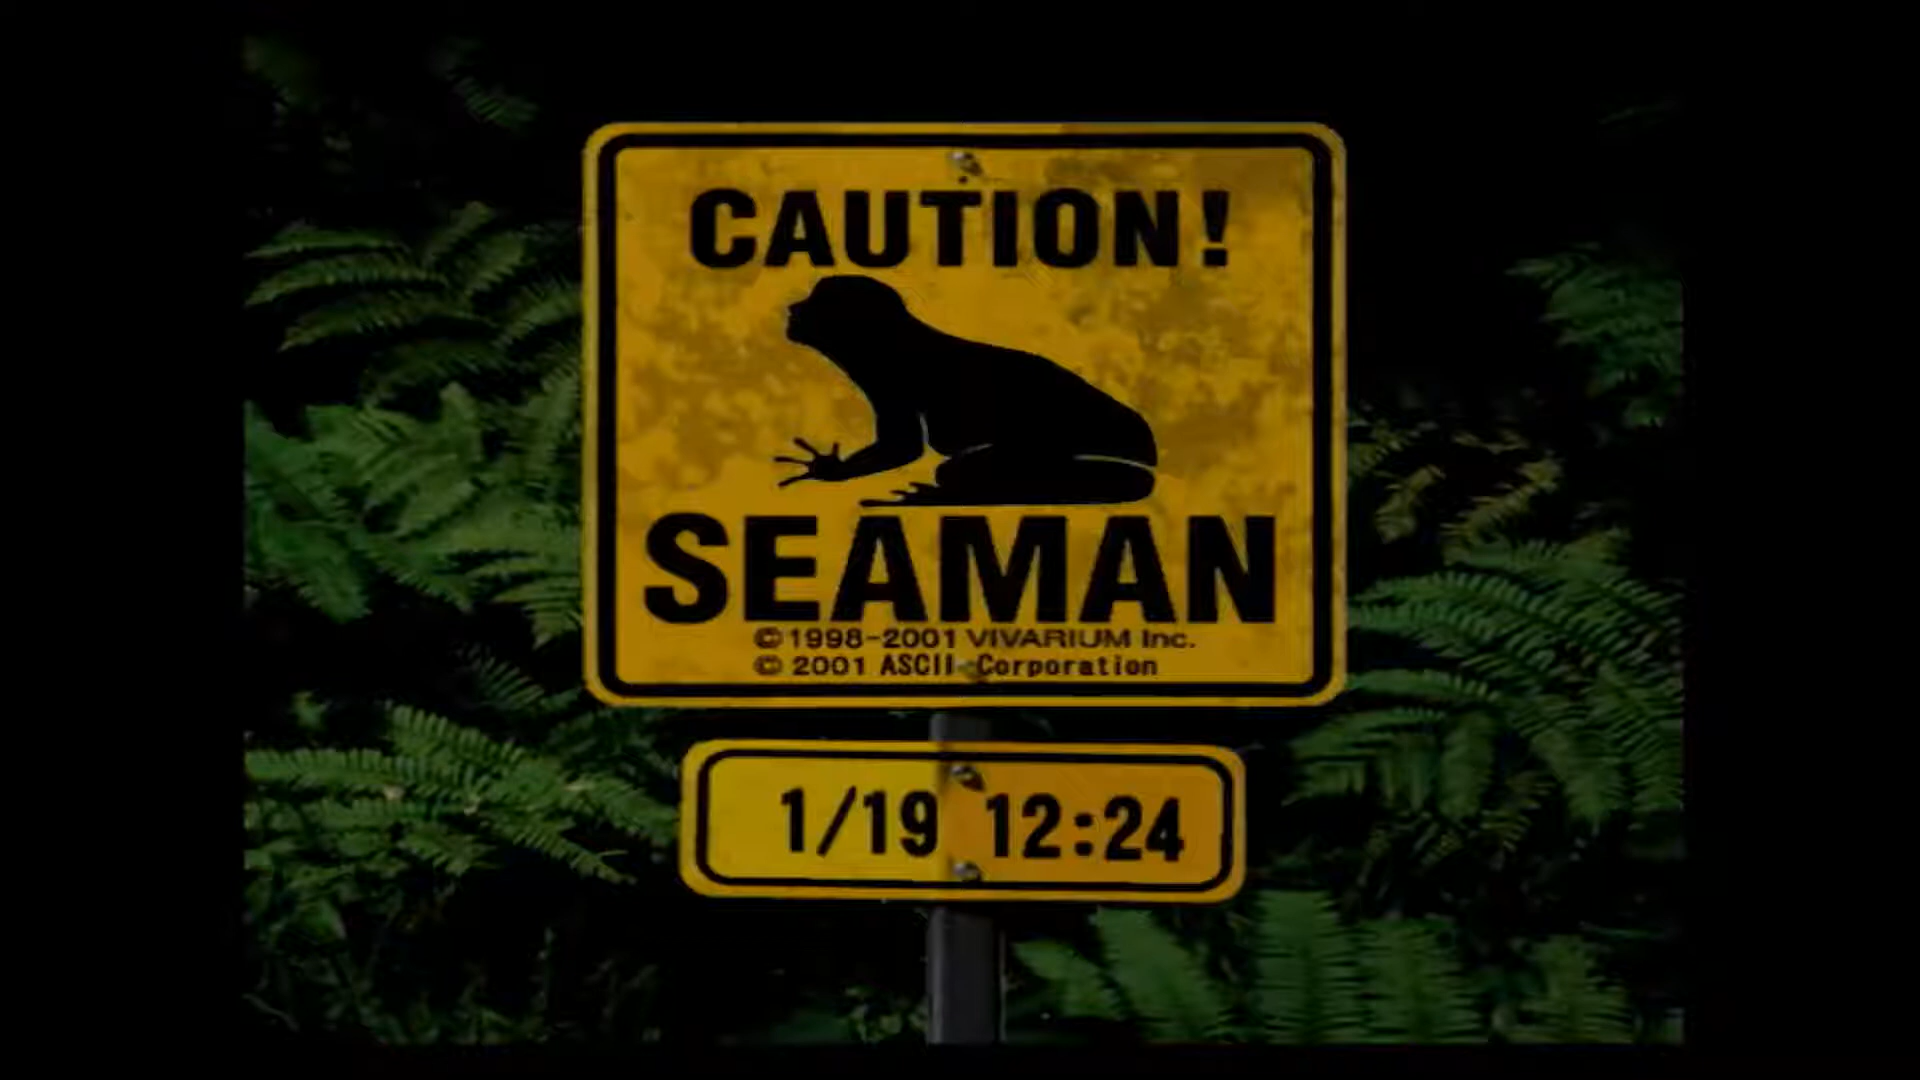 CAUTION!
SEAMAN
©1998-2001 VIVARIUM Inc.
© 2001 ASCII Corporation
1/19 12:24